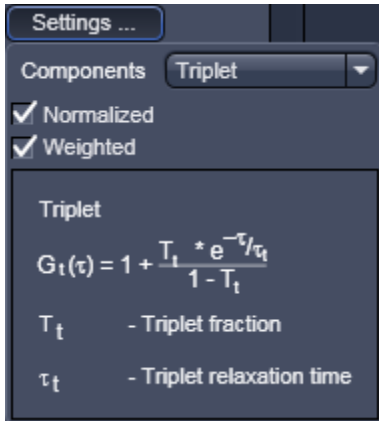 Settings ...
Components Triplet
Normalized
Weighted
Triplet
Gt(τ) = 1 + Tt * e^−τ/τt / 1 - Tt
Tt - Triplet fraction
τt - Triplet relaxation time